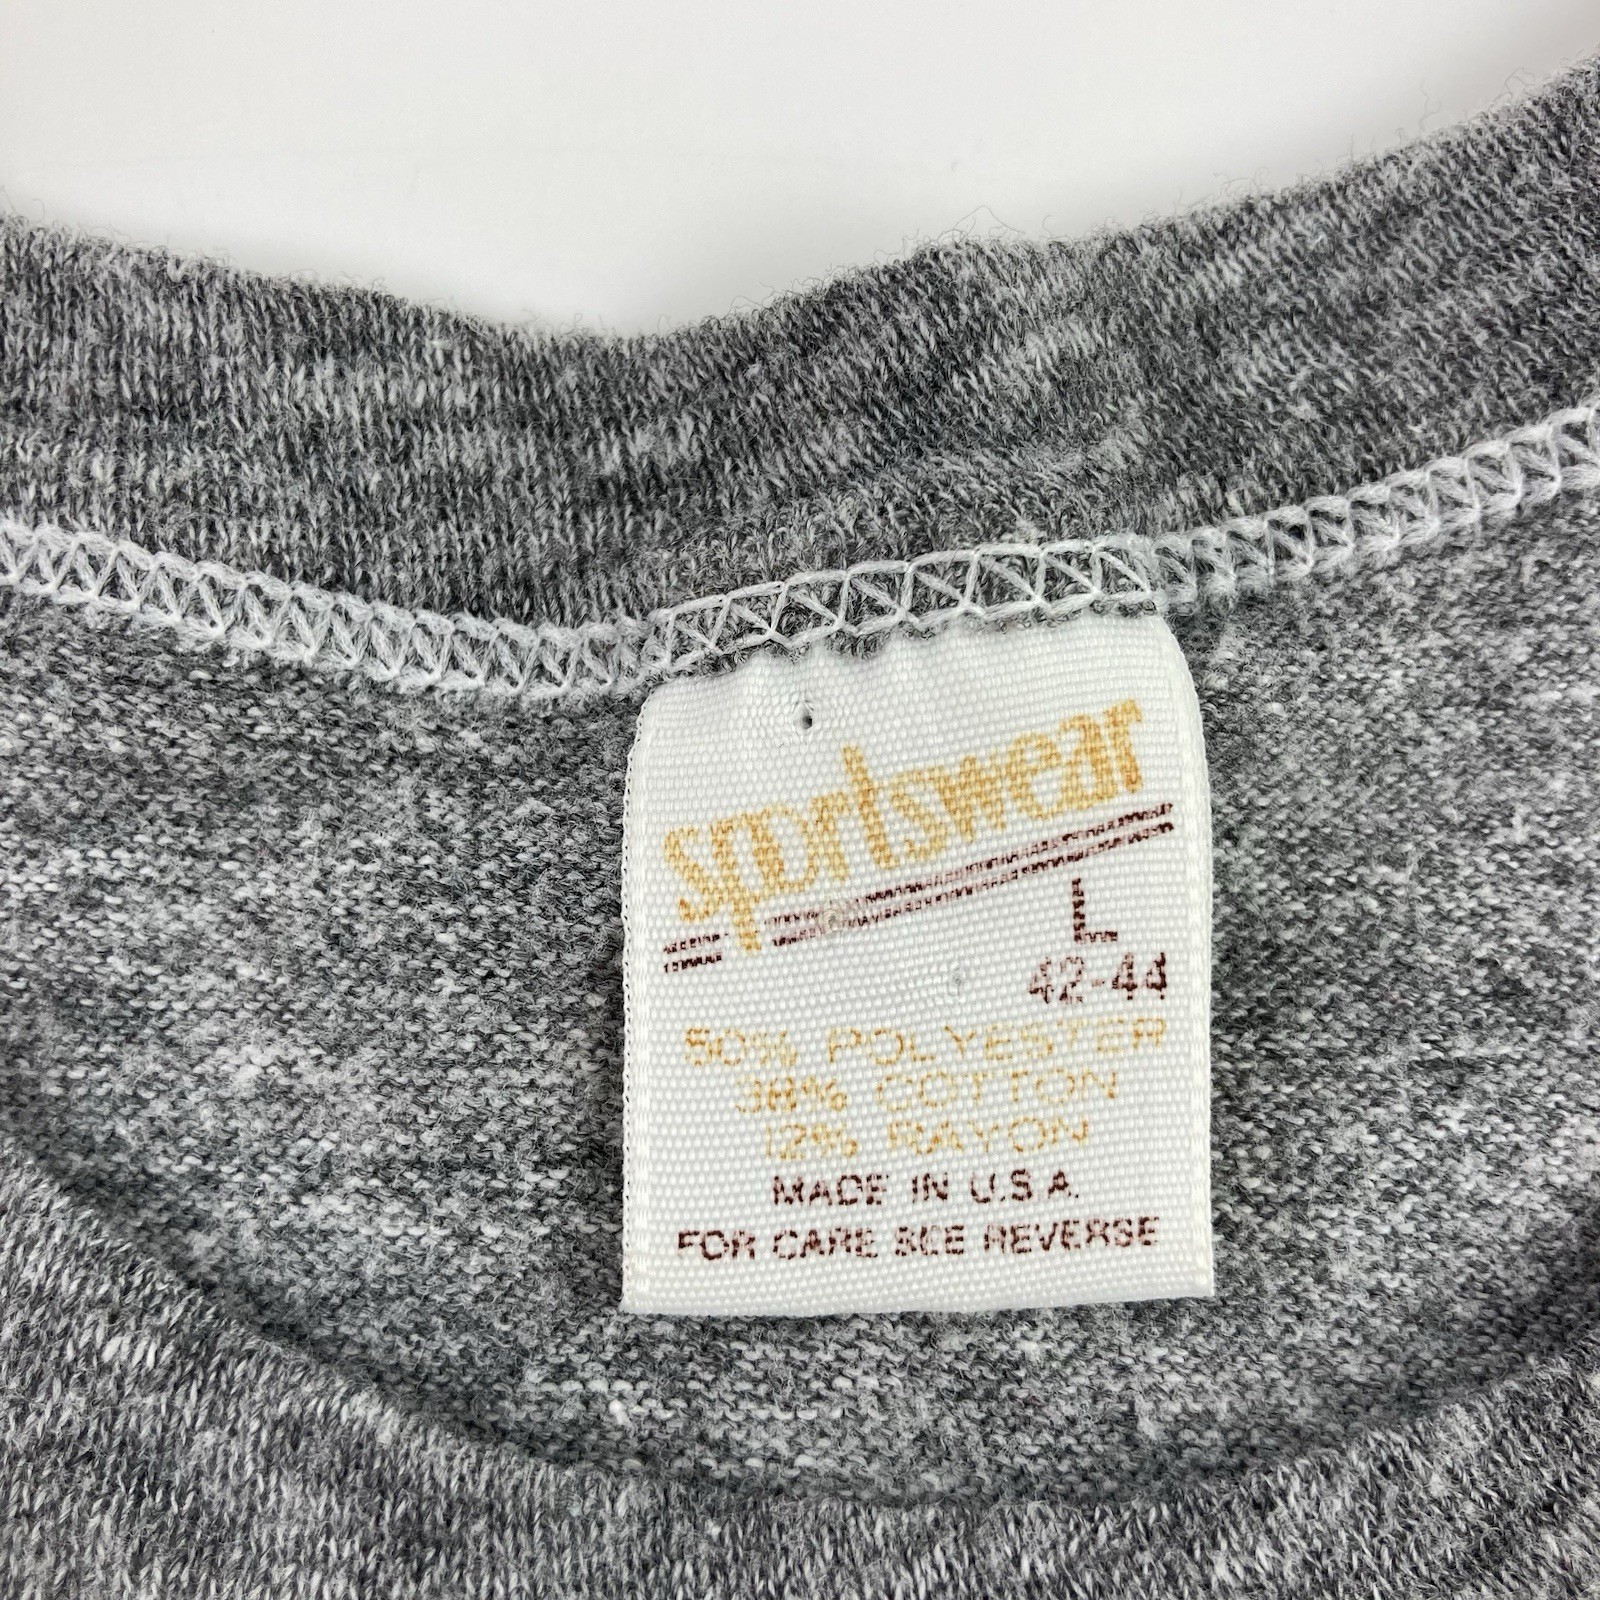 sportswear
L
42-44
50% POLYESTER
38% COTTON
12% RAYON
MADE IN U.S.A.
FOR CARE SEE REVERSE